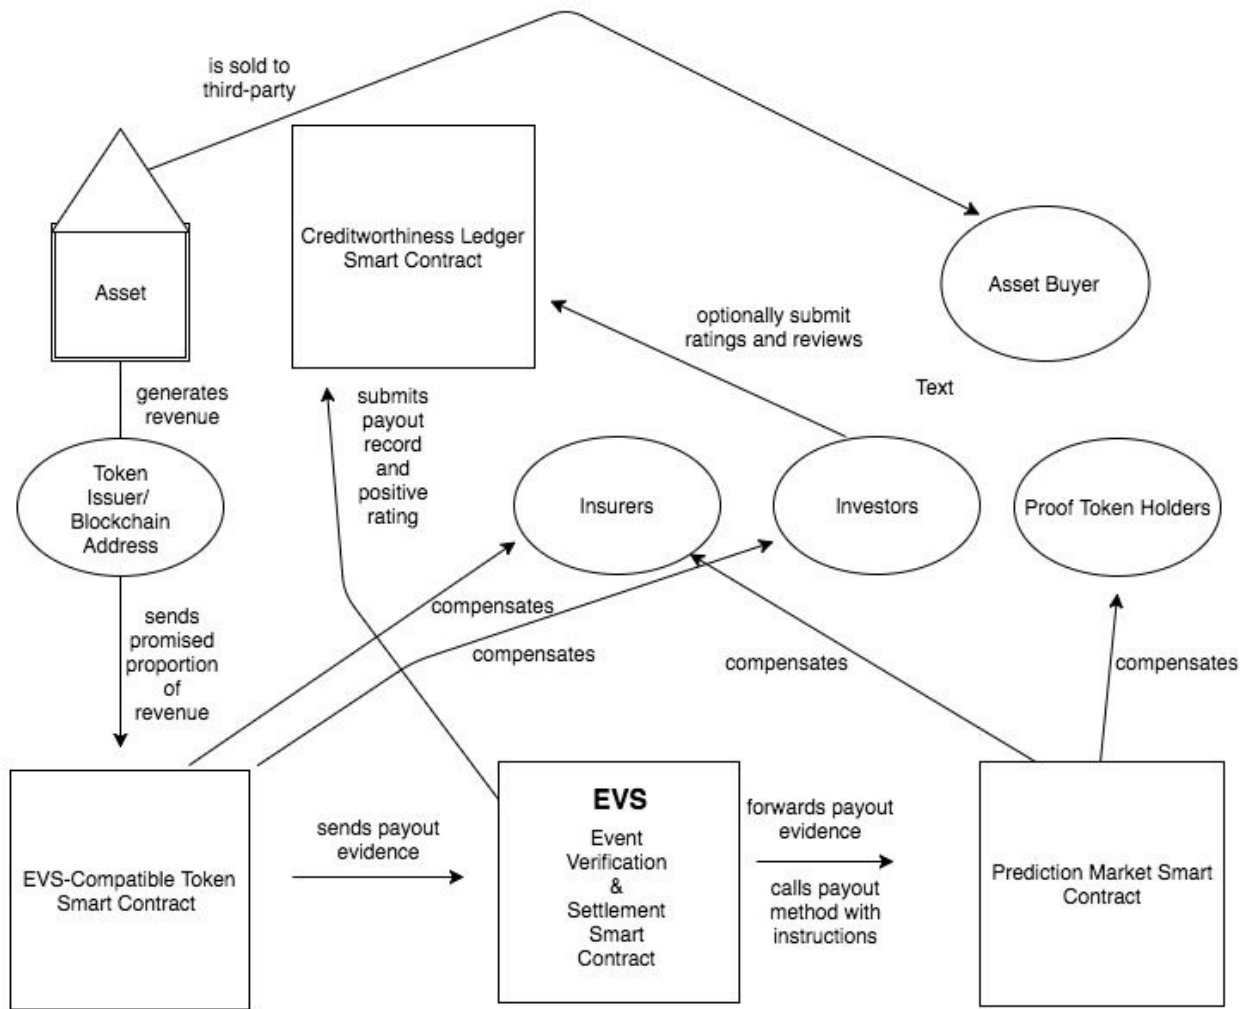 is sold to
third-party
Creditworthiness Ledger
Smart Contract
Asset
Asset Buyer
optionally submit
ratings and reviews
Text
generates
revenue
submits
payout
record
and
positive
rating
Token
Issuer/
Blockchain
Address
Insurers
Investors
Proof Token Holders
sends
promised
proportion
of
revenue
compensates
compensates
compensates
compensates
EVS-Compatible Token
Smart Contract
sends payout
evidence
EVS
Event
Verification
&
Settlement
Smart
Contract
forwards payout
evidence
calls payout
method with
instructions
Prediction Market Smart
Contract